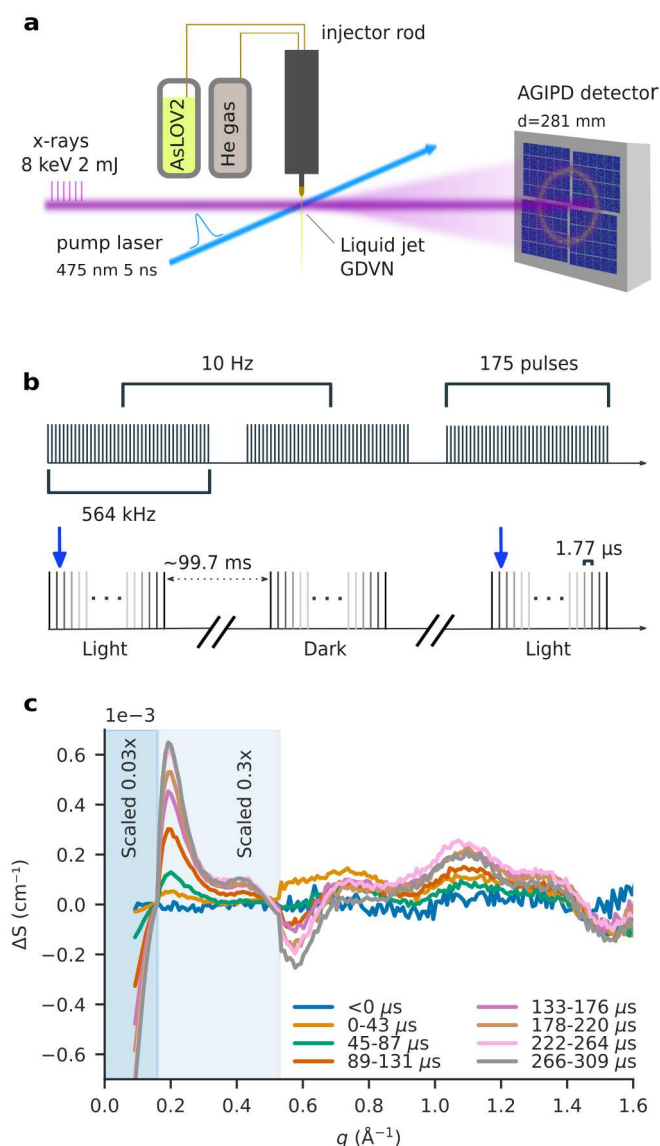 a
injector rod
AsLOV2
He gas
AGIPD detector
d=281 mm
x-rays
8 keV 2 mJ
pump laser
475 nm 5 ns
Liquid jet
GDVN
b
10 Hz
175 pulses
564 kHz
~99.7 ms
1.77 µs
Light
Dark
Light
c
1e−3
Scaled 0.03x
Scaled 0.3x
0.6
0.4
0.2
0.0
−0.2
−0.4
−0.6
ΔS (cm⁻¹)
<0 µs
0-43 µs
45-87 µs
89-131 µs
133-176 µs
178-220 µs
222-264 µs
266-309 µs
0.0 0.2 0.4 0.6 0.8 1.0 1.2 1.4 1.6
q (Å⁻¹)